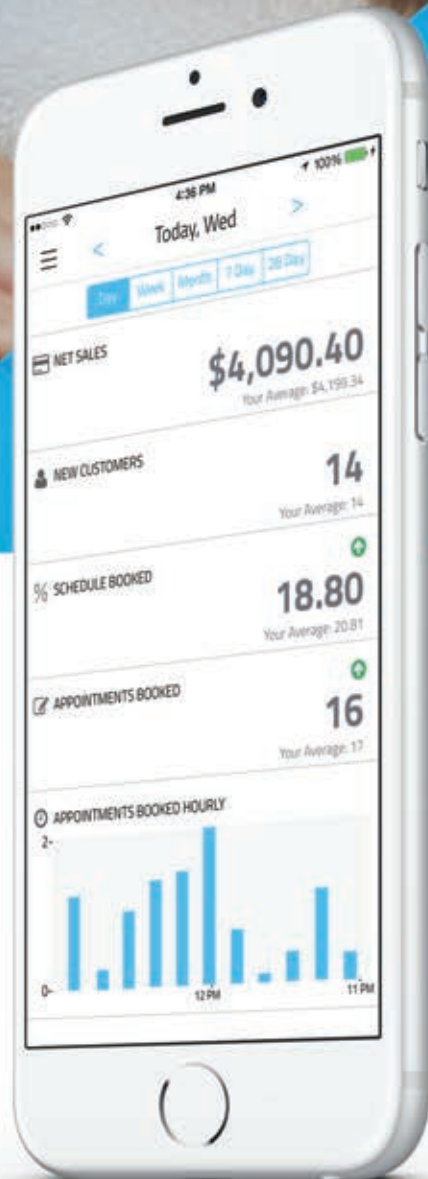 4:36 PM
100%
Today, Wed
Day Week Month 7 Day 28 Day
NET SALES
$4,090.40
Your Average: $4,199.34
NEW CUSTOMERS
14
Your Average: 14
% SCHEDULE BOOKED
18.80
Your Average: 20.81
APPOINTMENTS BOOKED
16
Your Average: 17
APPOINTMENTS BOOKED HOURLY
2-
0-
12 PM
11 PM